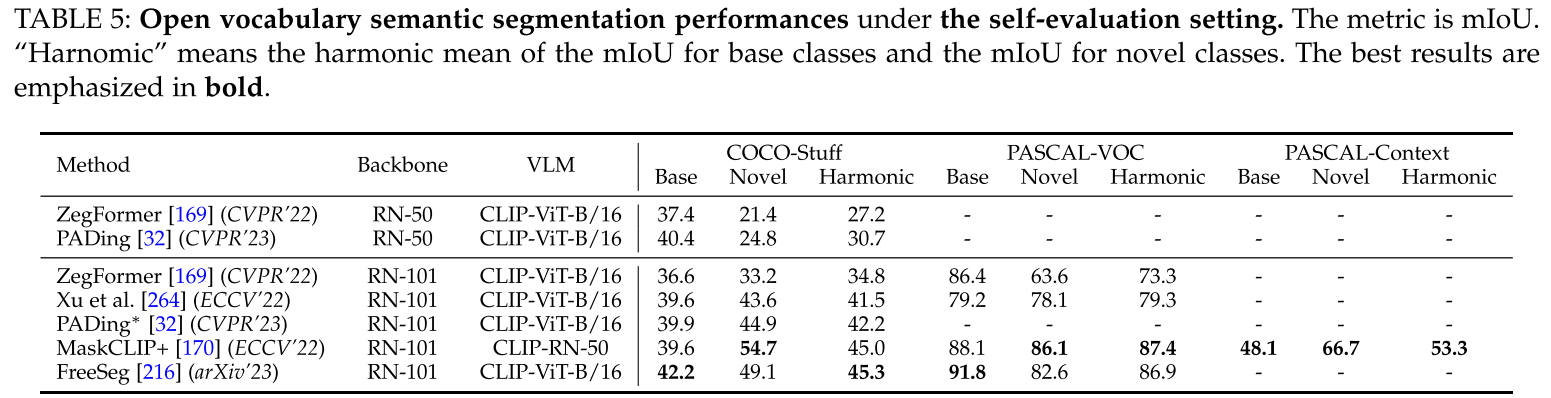 TABLE 5: Open vocabulary semantic segmentation performances under the self-evaluation setting. The metric is mIoU.
“Harnomic” means the harmonic mean of the mIoU for base classes and the mIoU for novel classes. The best results are
emphasized in bold.
Method Backbone VLM COCO-Stuff PASCAL-VOC PASCAL-Context
Base Novel Harmonic Base Novel Harmonic Base Novel Harmonic
ZegFormer [169] (CVPR'22) RN-50 CLIP-ViT-B/16 37.4 21.4 27.2 - - - - - -
PADing [32] (CVPR'23) RN-50 CLIP-ViT-B/16 40.4 24.8 30.7 - - - - - -
ZegFormer [169] (CVPR'22) RN-101 CLIP-ViT-B/16 36.6 33.2 34.8 86.4 63.6 73.3 - - -
Xu et al. [264] (ECCV'22) RN-101 CLIP-ViT-B/16 39.6 43.6 41.5 79.2 78.1 79.3 - - -
PADing* [32] (CVPR'23) RN-101 CLIP-ViT-B/16 39.9 44.9 42.2 - - - - - -
MaskCLIP+ [170] (ECCV'22) RN-101 CLIP-RN-50 39.6 54.7 45.0 88.1 86.1 87.4 48.1 66.7 53.3
FreeSeg [216] (arXiv'23) RN-101 CLIP-ViT-B/16 42.2 49.1 45.3 91.8 82.6 86.9 - - -